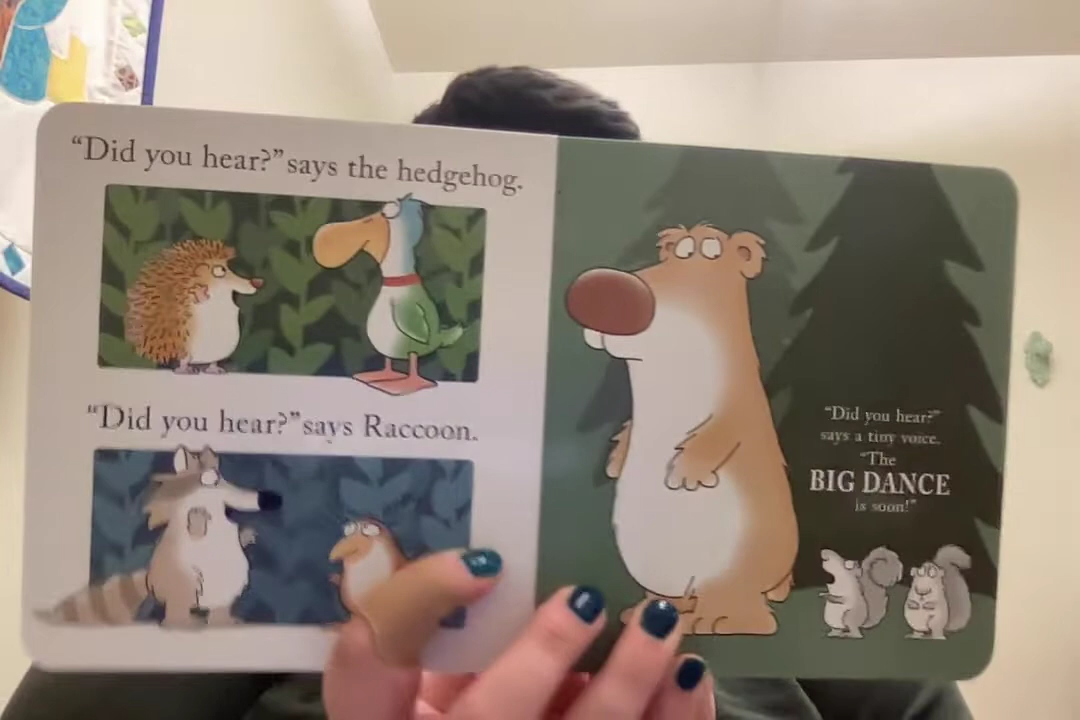 “Did you hear?” says the hedgehog.
“Did you hear?” says Raccoon.
“Did you hear?”
says a tiny voice.
“The
BIG DANCE
is soon!”